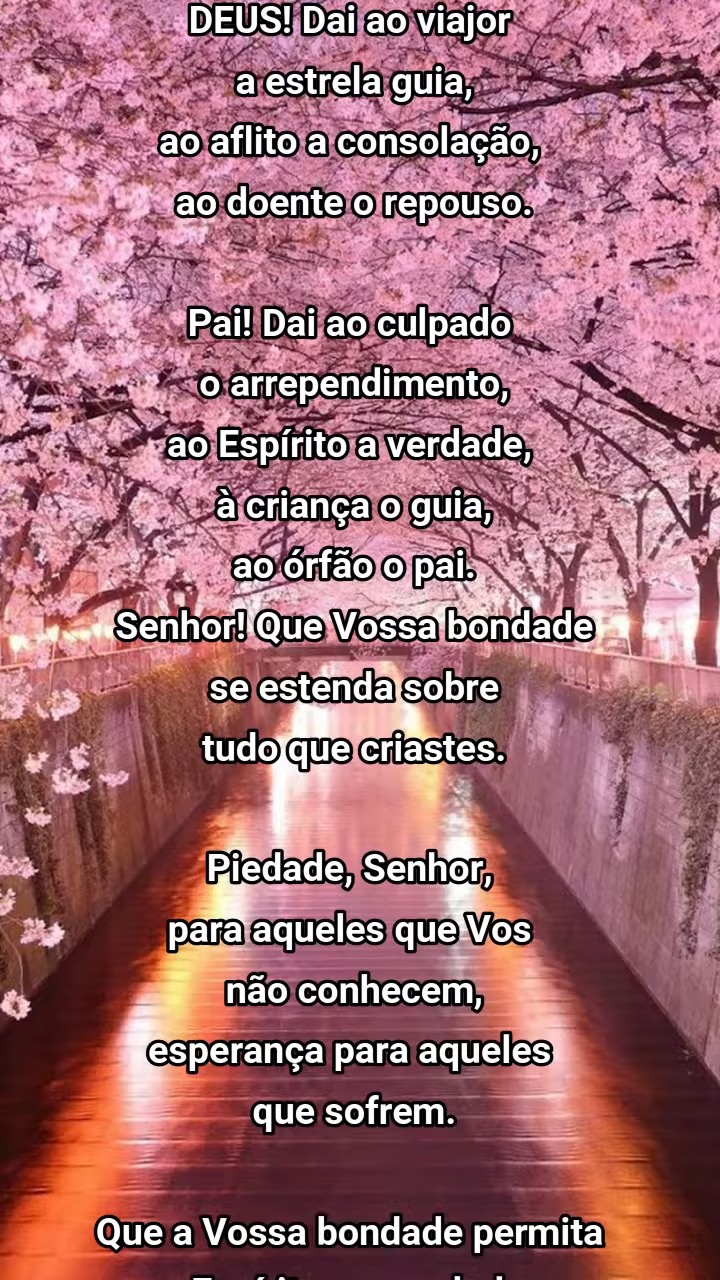 DEUS! Dai ao viajor
a estrela guia,
ao aflito a consolação,
ao doente o repouso.
Pai! Dai ao culpado
o arrependimento,
ao Espírito a verdade,
à criança o guia,
ao órfão o pai.
Senhor! Que Vossa bondade
se estenda sobre
tudo que criastes.
Piedade, Senhor,
para aqueles que Vos
não conhecem,
esperança para aqueles
que sofrem.
Que a Vossa bondade permita